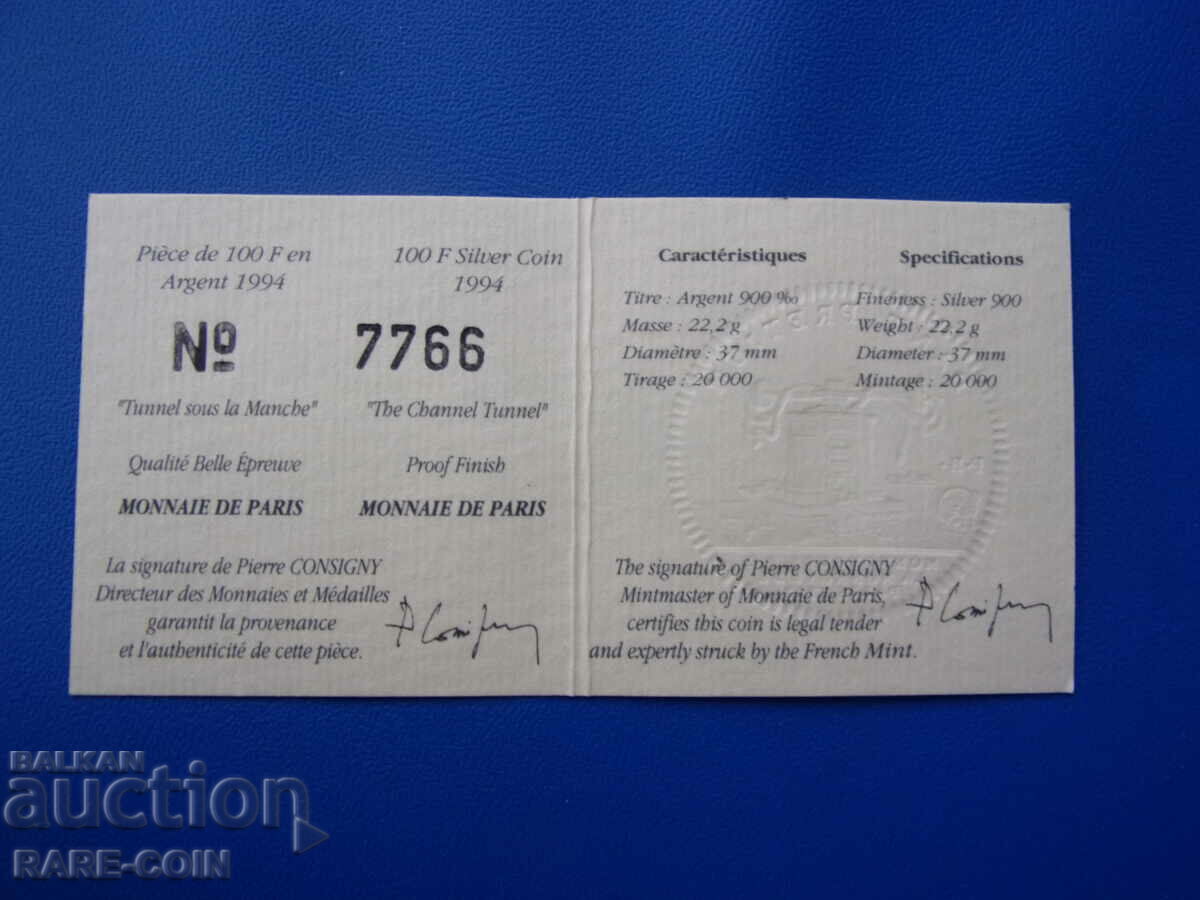 Pièce de 100 F en
Argent 1994
Nº
"Tunnel sous la Manche"
Qualité Belle Épreuve
MONNAIE DE PARIS
La signature de Pierre CONSIGNY
Directeur des Monnaies et Médailles
garantit la provenance
et l'authenticité de cette pièce.
100 F Silver Coin
1994
7766
"The Channel Tunnel"
Proof Finish
MONNAIE DE PARIS
Caractéristiques
Titre : Argent 900 ‰
Masse : 22,2 g
Diamètre : 37 mm
Tirage : 20 000
Specifications
Fineness : Silver 900
Weight : 22,2 g
Diameter : 37 mm
Mintage : 20 000
The signature of Pierre CONSIGNY
Mintmaster of Monnaie de Paris,
certifies this coin is legal tender
and expertly struck by the French Mint.
BALKAN
auction
RARE-COIN